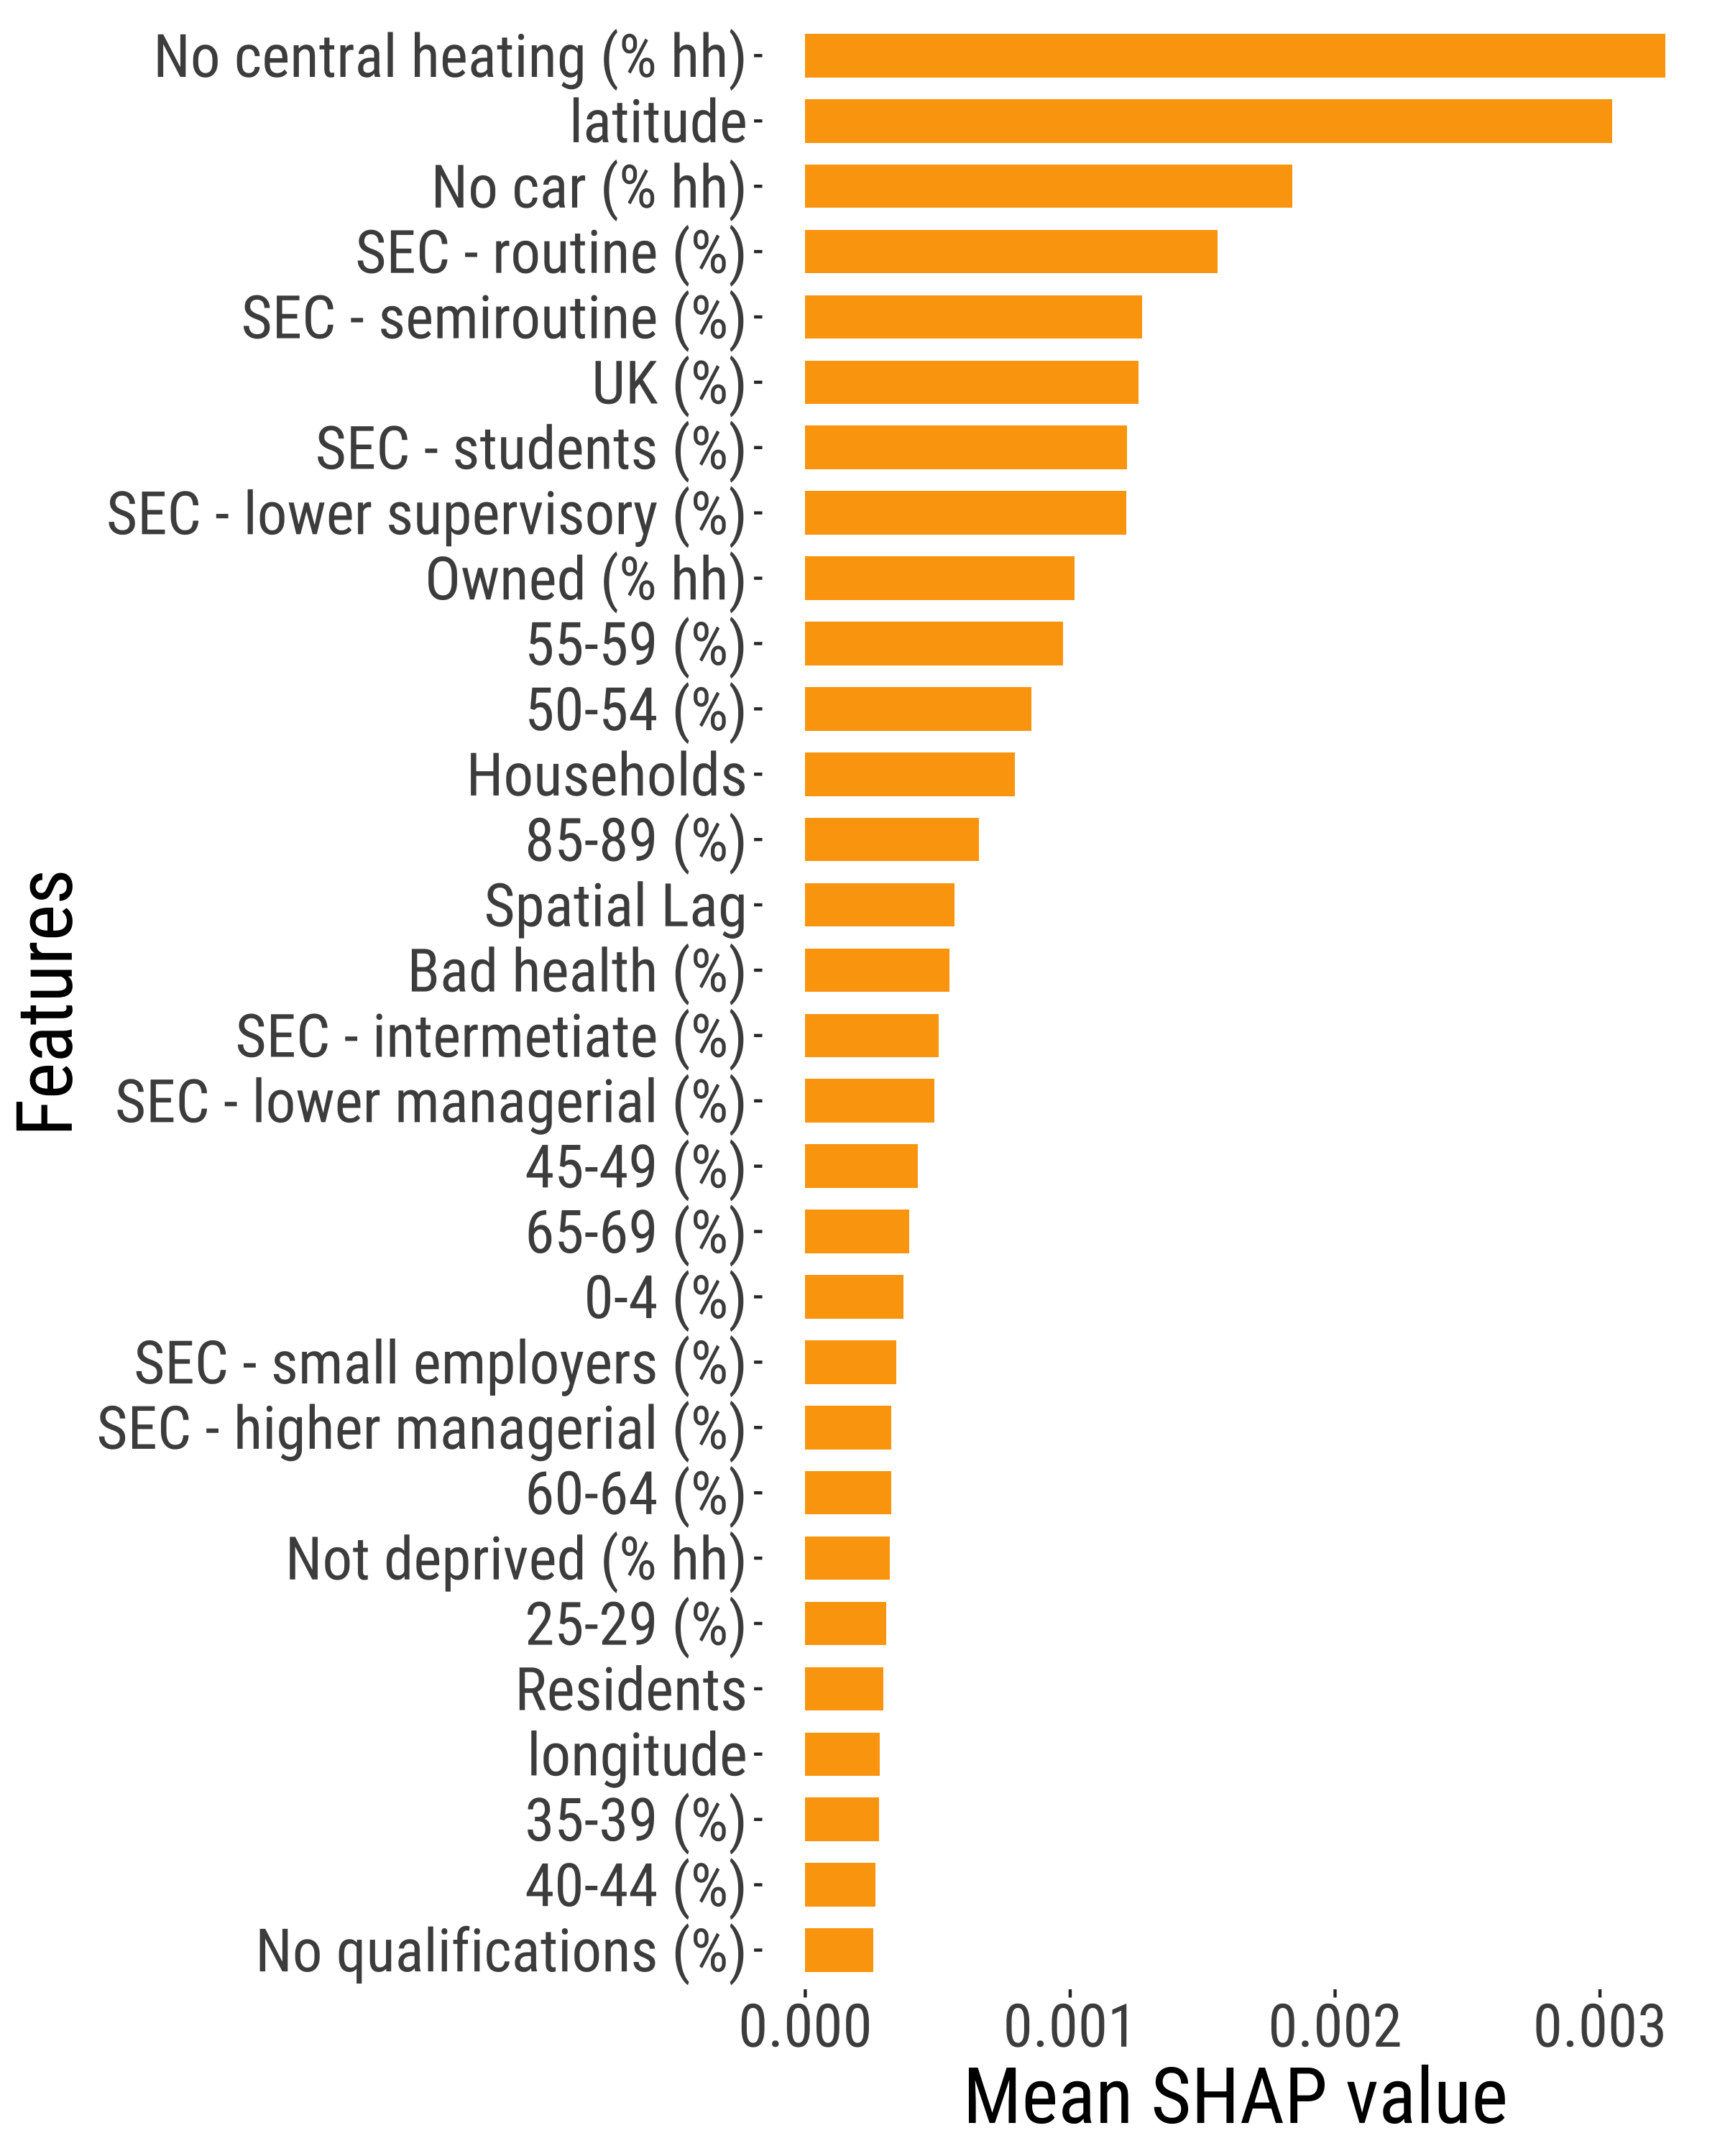 No central heating (% hh)
latitude
No car (% hh)
SEC - routine (%)
SEC - semiroutine (%)
UK (%)
SEC - students (%)
SEC - lower supervisory (%)
Owned (% hh)
55-59 (%)
50-54 (%)
Households
85-89 (%)
Spatial Lag
Bad health (%)
SEC - intermetiate (%)
SEC - lower managerial (%)
45-49 (%)
65-69 (%)
0-4 (%)
SEC - small employers (%)
SEC - higher managerial (%)
60-64 (%)
Not deprived (% hh)
25-29 (%)
Residents
longitude
35-39 (%)
40-44 (%)
No qualifications (%)
Features
0.000 0.001 0.002 0.003
Mean SHAP value